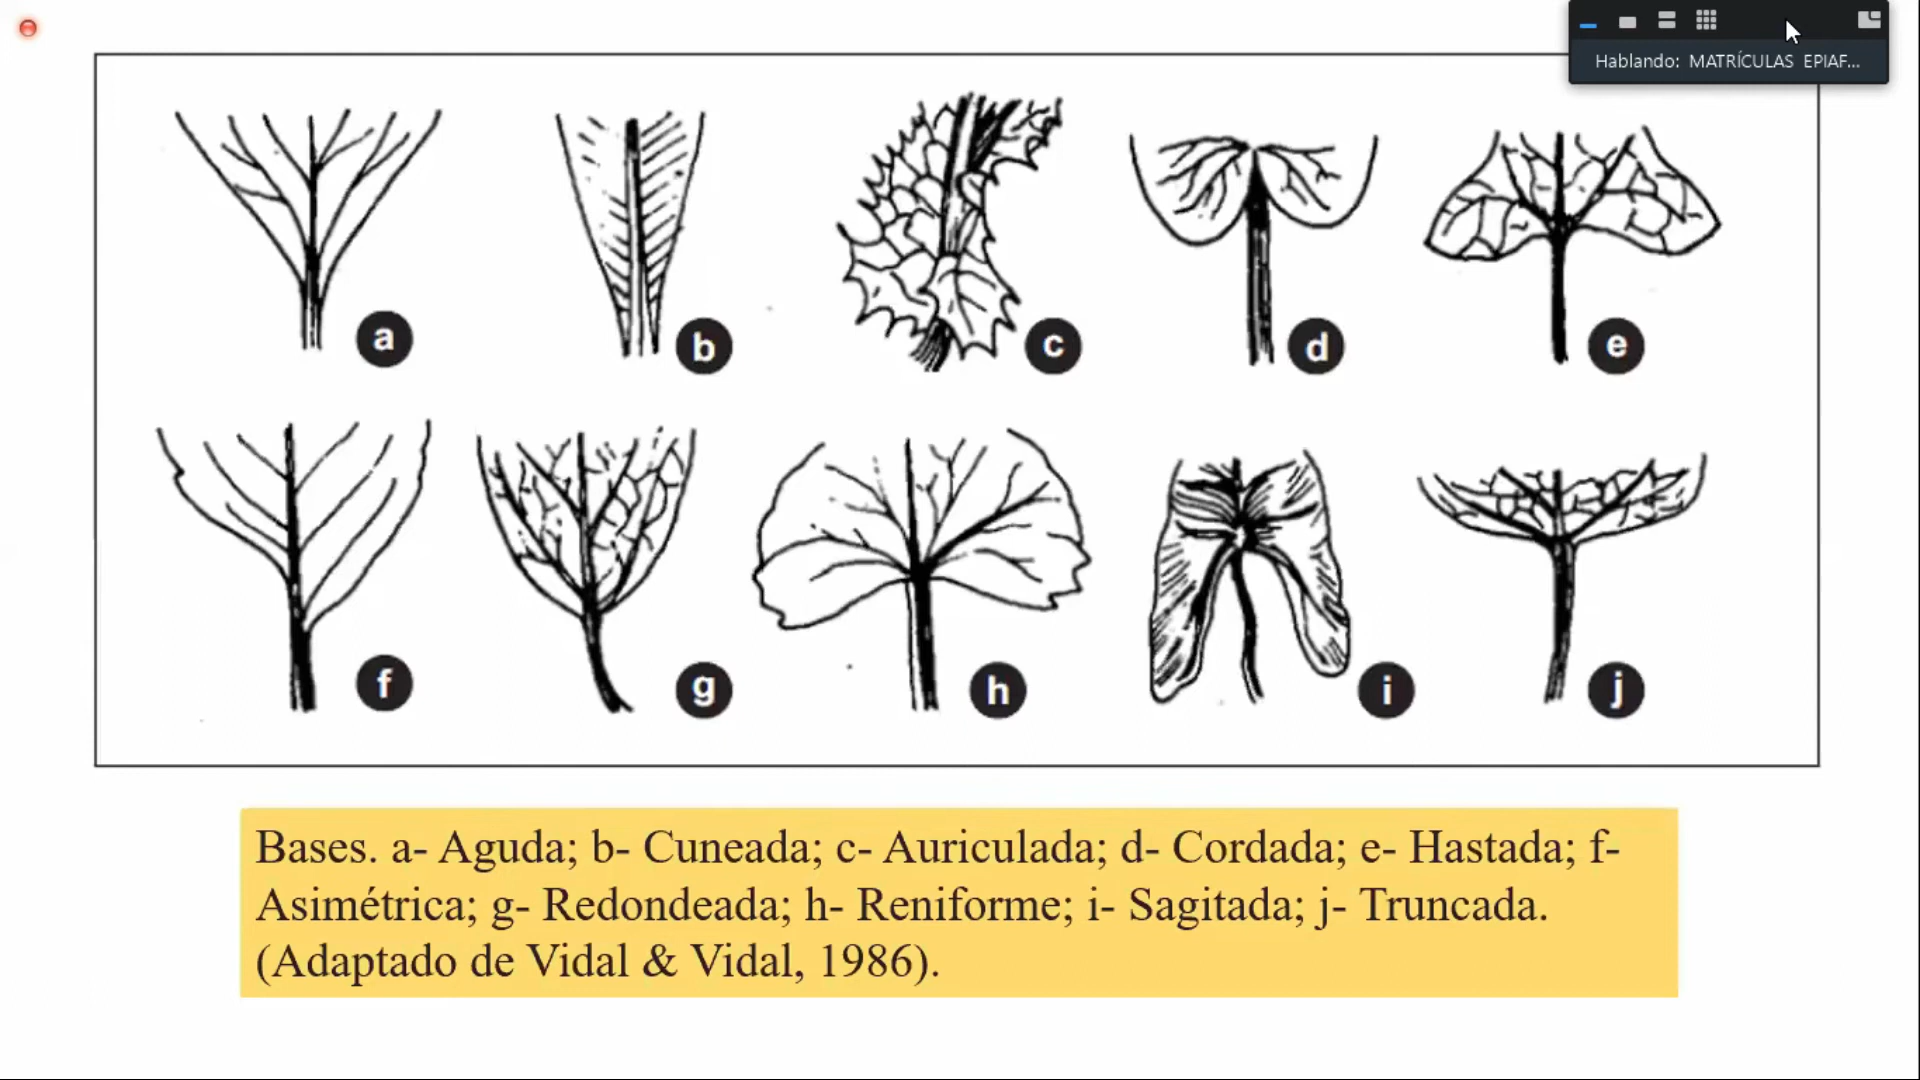 Hablando: MATRÍCULAS EPIAF...
a
b
c
d
e
f
g
h
i
j
Bases. a- Aguda; b- Cuneada; c- Auriculada; d- Cordada; e- Hastada; f-
Asimétrica; g- Redondeada; h- Reniforme; i- Sagitada; j- Truncada.
(Adaptado de Vidal & Vidal, 1986).